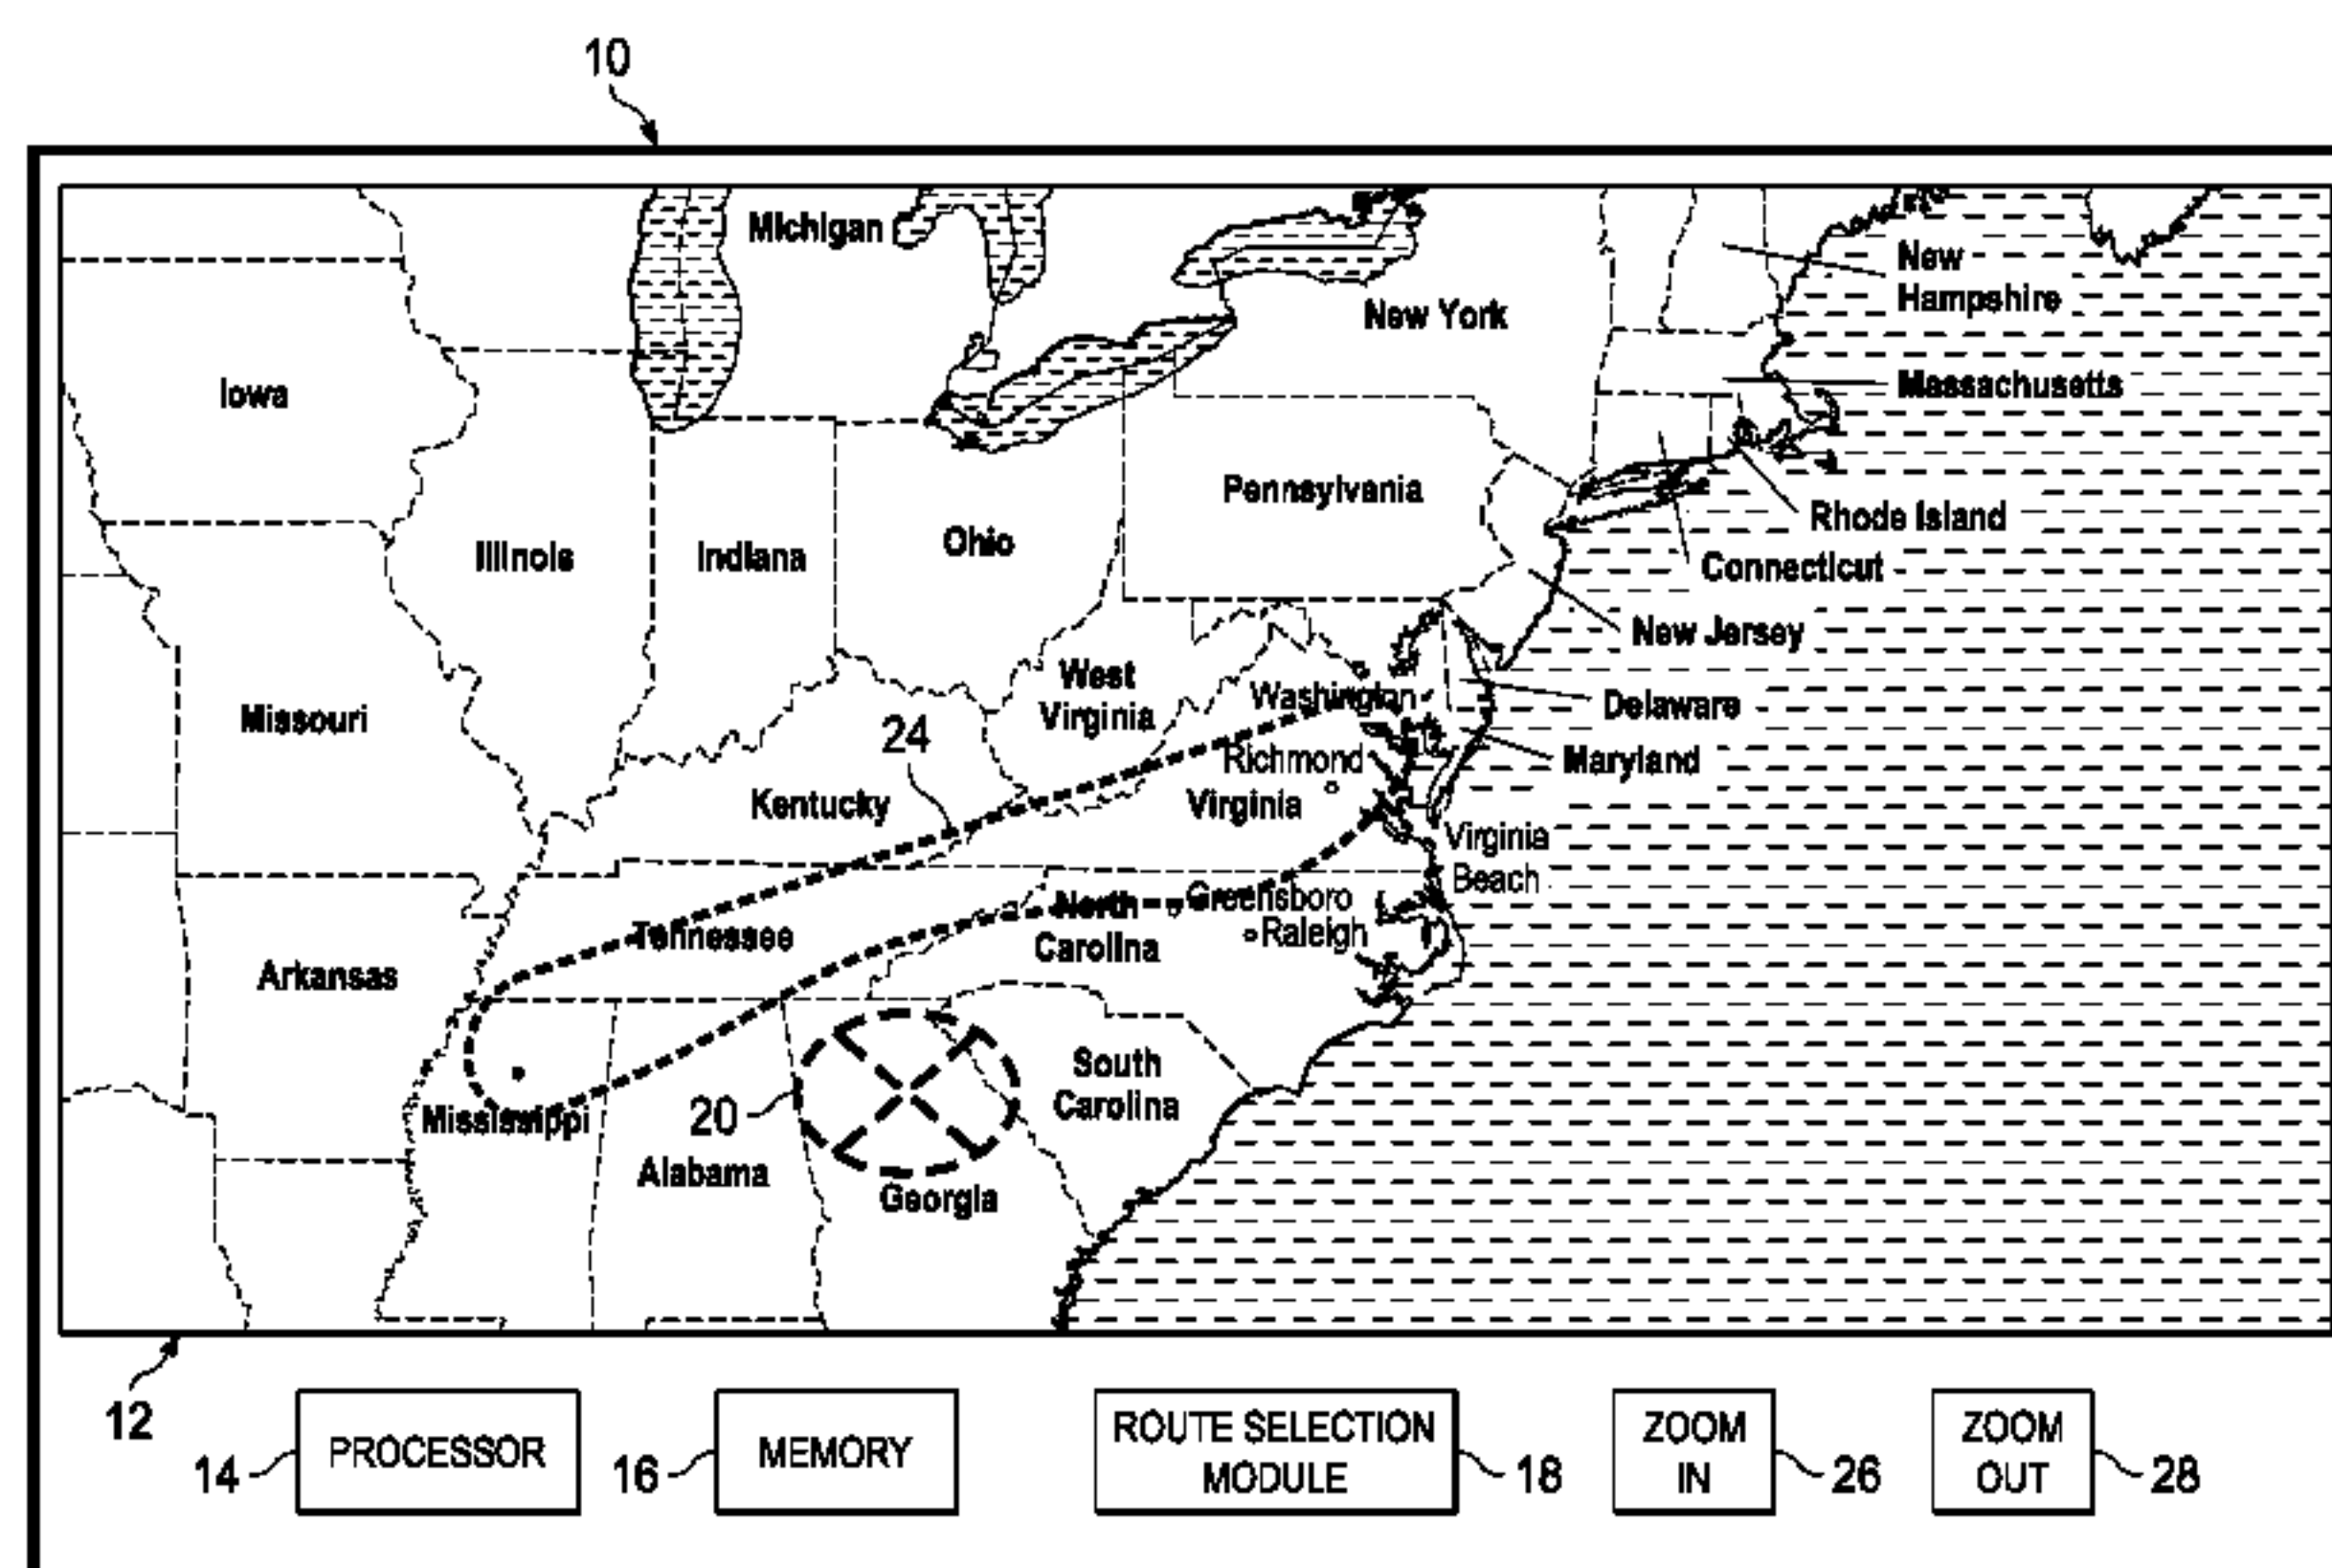 10
Michigan
New
Hampshire
New York
Iowa
Massachusetts
Pennsylvania
Rhode Island
Illinois
Indiana
Ohio
Connecticut
New Jersey
West
Virginia
Washington
Delaware
Missouri
24
Richmond
Maryland
Kentucky
Virginia
Virginia
Beach
Tennessee
North
Carolina
Greensboro
Raleigh
Arkansas
South
Carolina
20
Mississippi
Alabama
Georgia
12
14
PROCESSOR
16
MEMORY
ROUTE SELECTION
MODULE
18
ZOOM
IN
26
ZOOM
OUT
28